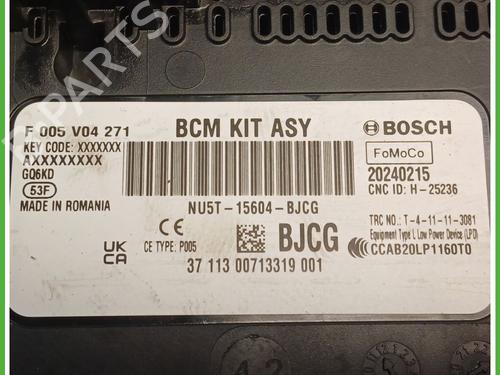 F 005 V04 271
BCM KIT ASY
BOSCH
KEY CODE: XXXXXXX
AXXXXXXXX
GQ6KD
53F
MADE IN ROMANIA
FoMoCo
20240215
CNC ID: H-25236
NU5T-15604-BJCG
UK
CA
CE
CE TYPE: P005
BJCG
TRC NO.: T-4-11-11-3081
Equipment Type I, Low Power Device (LPD)
CCAB20LP1160T0
37 113 00713319 001